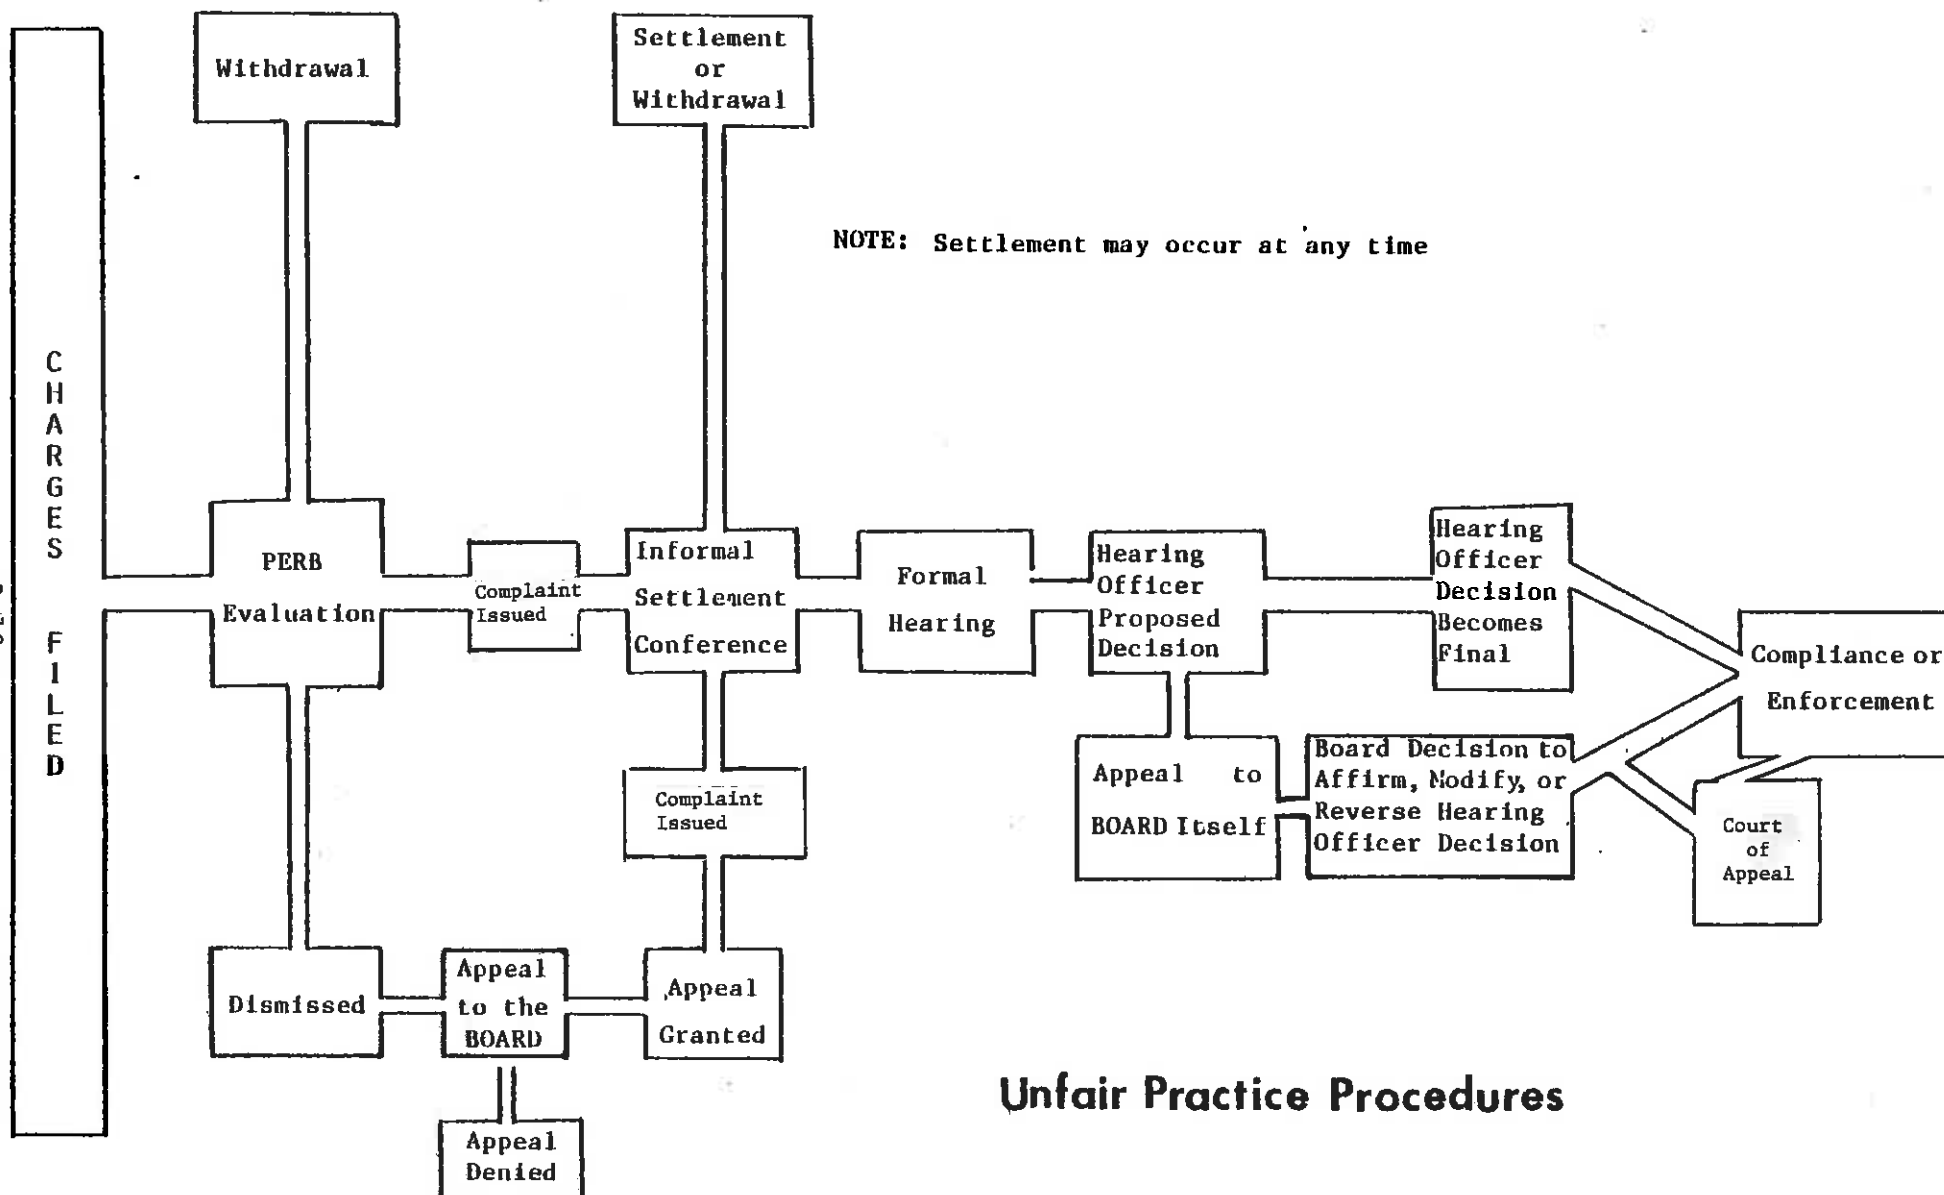 CHARGES FILED
Withdrawal
Settlement
or
Withdrawal
NOTE: Settlement may occur at any time
PERB
Evaluation
Complaint
Issued
Informal
Settlement
Conference
Formal
Hearing
Hearing
Officer
Proposed
Decision
Hearing
Officer
Decision
Becomes
Final
Compliance or
Enforcement
Appeal to
BOARD Itself
Board Decision to
Affirm, Modify, or
Reverse Hearing
Officer Decision
Court
of
Appeal
Complaint
Issued
Dismissed
Appeal
to the
BOARD
Appeal
Granted
Appeal
Denied
Unfair Practice Procedures